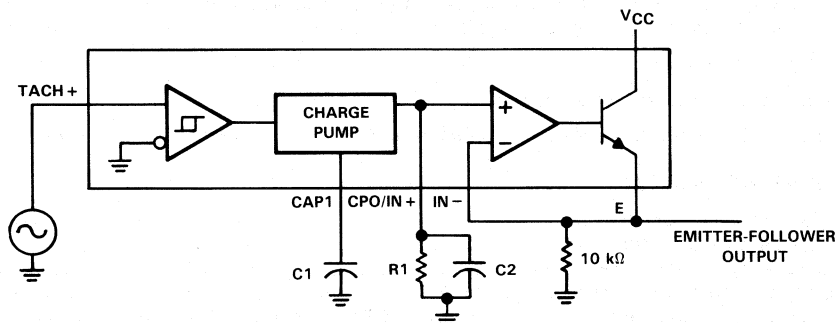 VCC
TACH +
CHARGE
PUMP
+
−
CAP1
CPO/IN +
IN −
E
EMITTER-FOLLOWER
OUTPUT
C1
R1
C2
10 kΩ